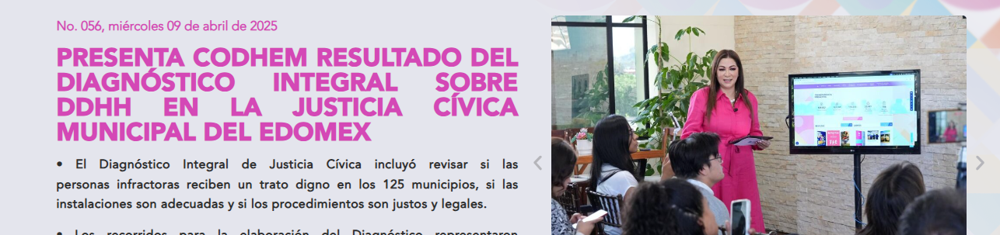 No. 056, miércoles 09 de abril de 2025
PRESENTA CODHEM RESULTADO DEL
DIAGNÓSTICO INTEGRAL SOBRE
DDHH EN LA JUSTICIA CÍVICA
MUNICIPAL DEL EDOMEX
• El Diagnóstico Integral de Justicia Cívica incluyó revisar si las
personas infractoras reciben un trato digno en los 125 municipios, si las
instalaciones son adecuadas y si los procedimientos son justos y legales.
• Los recorridos para la elaboración del Diagnóstico representaron